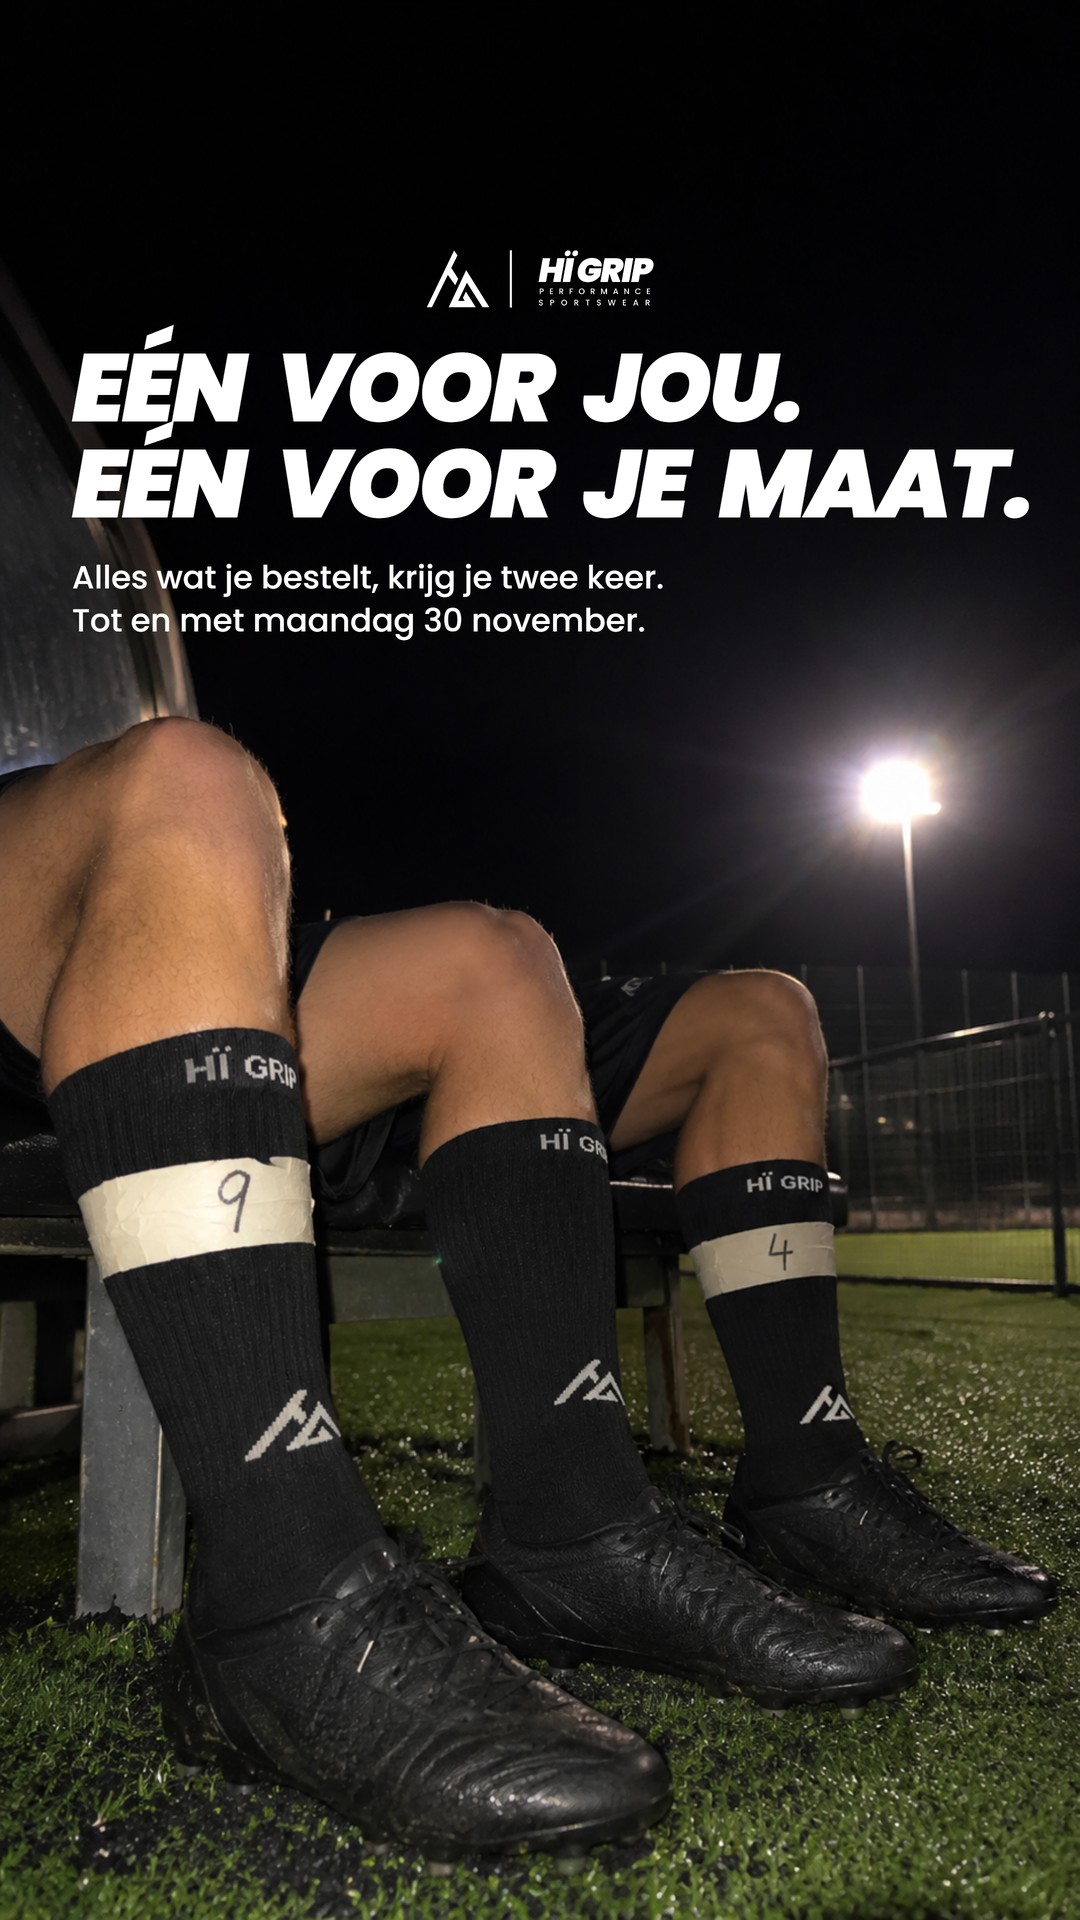 HÏ GRIP
PERFORMANCE
SPORTSWEAR
EÉN VOOR JOU.
EÉN VOOR JE MAAT.
Alles wat je bestelt, krijg je twee keer.
Tot en met maandag 30 november.
HÏ GRIP
HÏ GRIP
HÏ GRIP
9
4